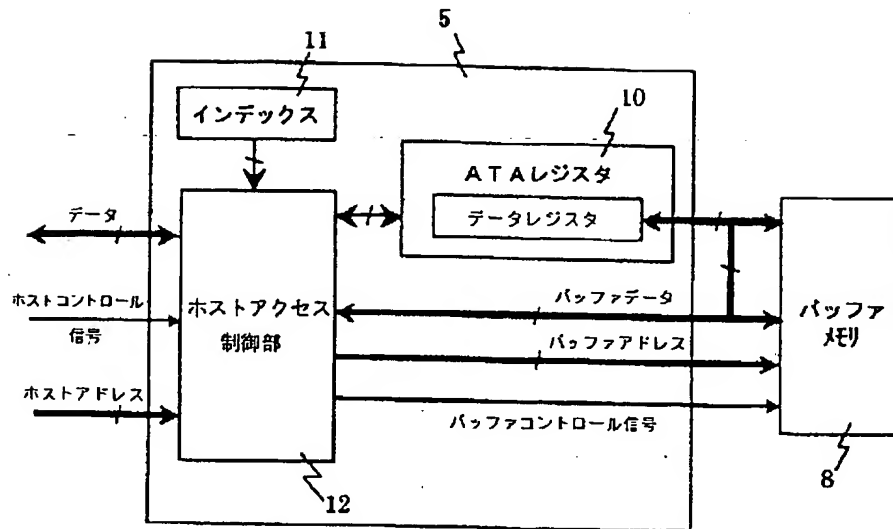 5
11
インデックス
10
ATAレジスタ
データレジスタ
データ
ホストコントロール
信号
ホストアドレス
ホストアクセス
制御部
バッファデータ
バッファアドレス
バッファコントロール信号
バッファ
メモリ
12
8